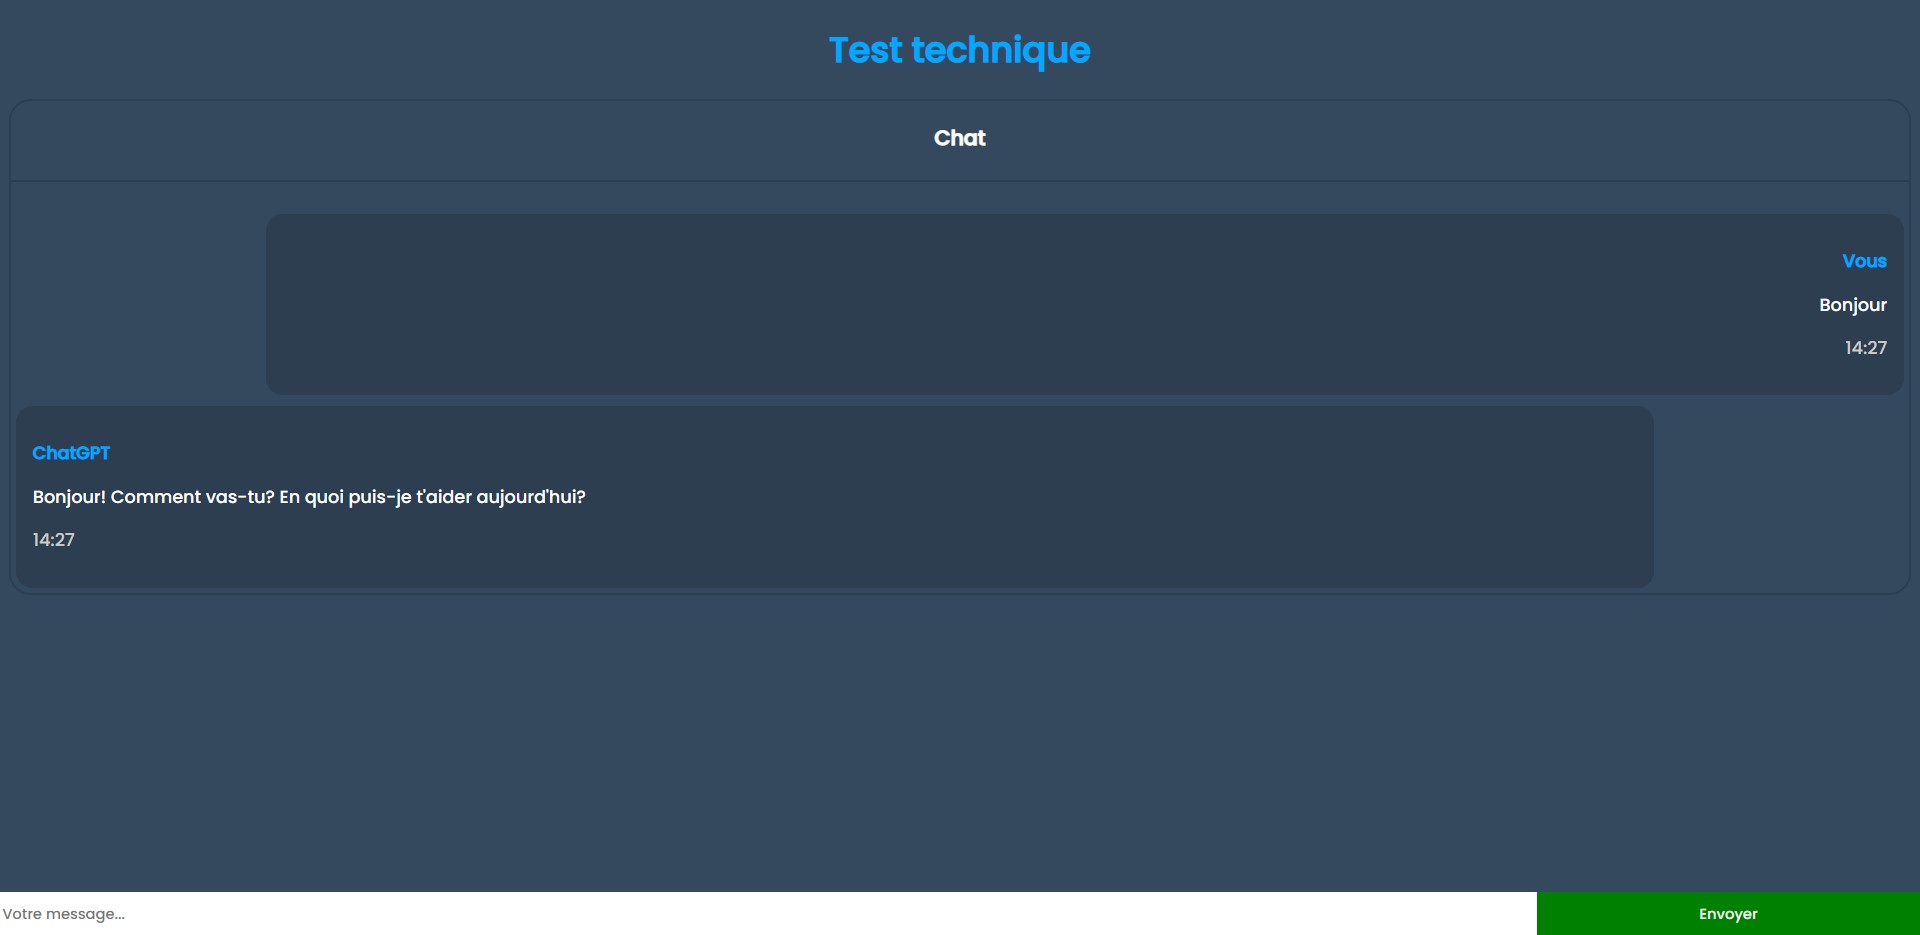 Test technique
Chat
Vous
Bonjour
14:27
ChatGPT
Bonjour! Comment vas-tu? En quoi puis-je t'aider aujourd'hui?
14:27
Votre message...
Envoyer